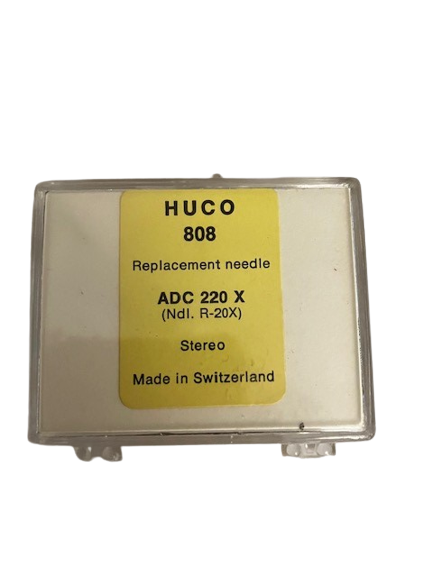 HUCO
808
Replacement needle
ADC 220 X
(Ndl. R-20X)
Stereo
Made in Switzerland